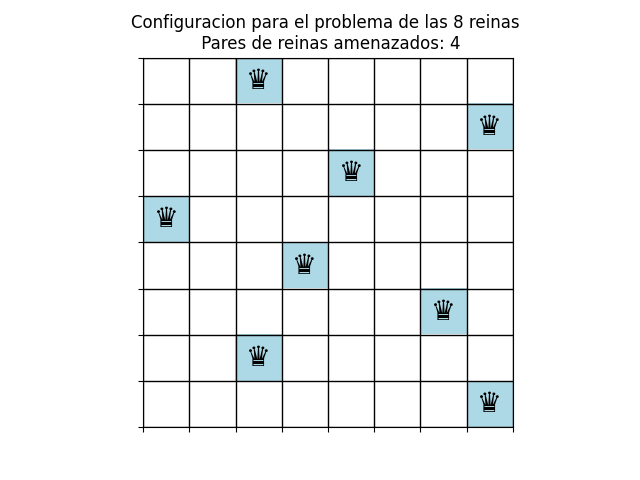 Configuracion para el problema de las 8 reinas
Pares de reinas amenazados: 4